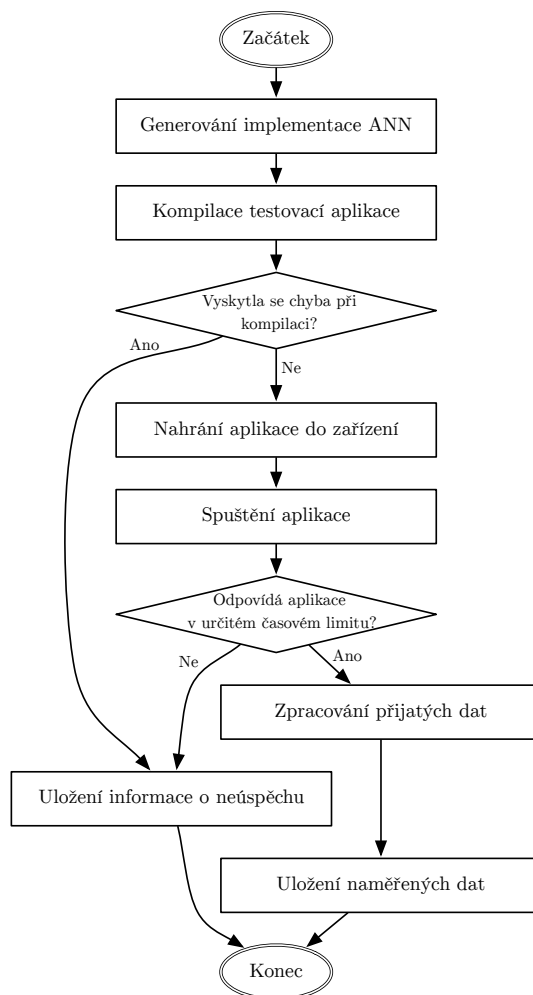 Začátek
Generování implementace ANN
Kompilace testovací aplikace
Vyskytla se chyba při
kompilaci?
Ano
Ne
Nahrání aplikace do zařízení
Spuštění aplikace
Odpovídá aplikace
v určitém časovém limitu?
Ne
Ano
Zpracování přijatých dat
Uložení informace o neúspěchu
Uložení naměřených dat
Konec